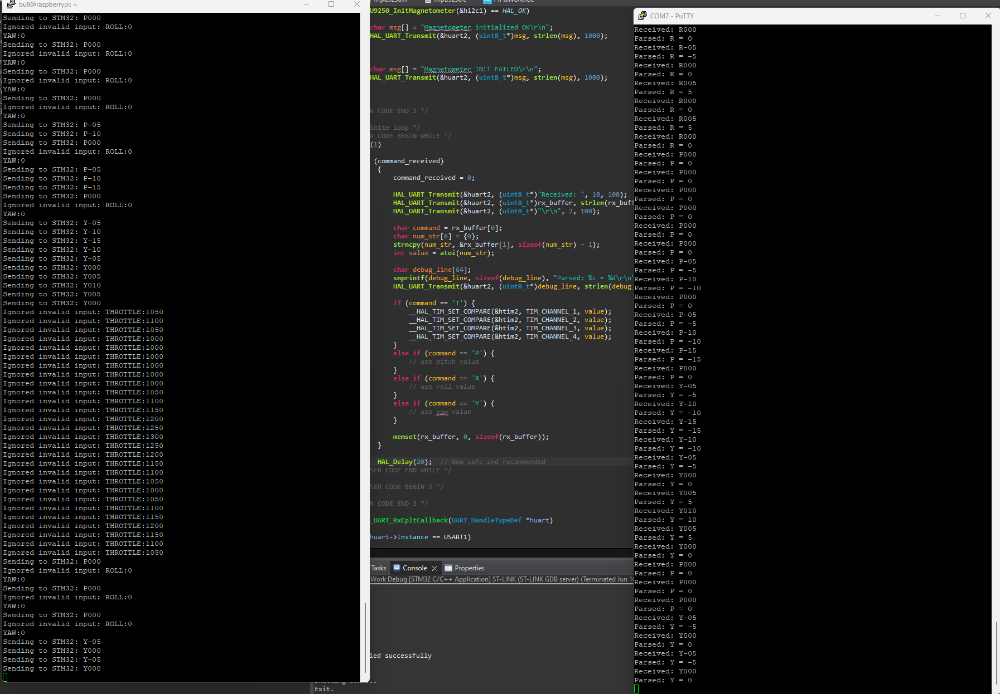 bull@raspberrypi: ~
Sending to STM32: P000
Ignored invalid input: ROLL:0
YAW:0
Sending to STM32: P000
Ignored invalid input: ROLL:0
YAW:0
Sending to STM32: P000
Ignored invalid input: ROLL:0
YAW:0
Sending to STM32: P000
Ignored invalid input: ROLL:0
YAW:0
Sending to STM32: P-05
Sending to STM32: P-10
Sending to STM32: P000
Ignored invalid input: ROLL:0
YAW:0
Sending to STM32: P-05
Sending to STM32: P-10
Sending to STM32: P-15
Sending to STM32: P000
Ignored invalid input: ROLL:0
YAW:0
Sending to STM32: Y-05
Sending to STM32: Y-10
Sending to STM32: Y-15
Sending to STM32: Y-10
Sending to STM32: Y-05
Sending to STM32: Y000
Sending to STM32: Y005
Sending to STM32: Y010
Sending to STM32: Y005
Sending to STM32: Y000
Ignored invalid input: THROTTLE:1050
Ignored invalid input: THROTTLE:1100
Ignored invalid input: THROTTLE:1050
Ignored invalid input: THROTTLE:1000
Ignored invalid input: THROTTLE:1000
Ignored invalid input: THROTTLE:1000
Ignored invalid input: THROTTLE:1000
Ignored invalid input: THROTTLE:1000
Ignored invalid input: THROTTLE:1000
Ignored invalid input: THROTTLE:1050
Ignored invalid input: THROTTLE:1100
Ignored invalid input: THROTTLE:1150
Ignored invalid input: THROTTLE:1200
Ignored invalid input: THROTTLE:1250
Ignored invalid input: THROTTLE:1300
Ignored invalid input: THROTTLE:1250
Ignored invalid input: THROTTLE:1200
Ignored invalid input: THROTTLE:1150
Ignored invalid input: THROTTLE:1100
Ignored invalid input: THROTTLE:1050
Ignored invalid input: THROTTLE:1000
Ignored invalid input: THROTTLE:1050
Ignored invalid input: THROTTLE:1100
Ignored invalid input: THROTTLE:1150
Ignored invalid input: THROTTLE:1200
Ignored invalid input: THROTTLE:1150
Ignored invalid input: THROTTLE:1100
Ignored invalid input: THROTTLE:1050
Sending to STM32: P000
Ignored invalid input: ROLL:0
YAW:0
Sending to STM32: P000
Ignored invalid input: ROLL:0
YAW:0
Sending to STM32: P000
Ignored invalid input: ROLL:0
YAW:0
Sending to STM32: Y-05
Sending to STM32: Y000
Sending to STM32: Y-05
Sending to STM32: Y000
U9250_InitMagnetometer(&hi2c1) == HAL_OK)
char msg[] = "Magnetometer initialized OK\r\n";
HAL_UART_Transmit(&huart2, (uint8_t*)msg, strlen(msg), 1000);
char msg[] = "Magnetometer INIT FAILED\r\n";
HAL_UART_Transmit(&huart2, (uint8_t*)msg, strlen(msg), 1000);
R CODE END 2 */
inite loop */
R CODE BEGIN WHILE */
(1)
(command_received)
{
command_received = 0;
HAL_UART_Transmit(&huart2, (uint8_t*)"Received: ", 10, 100);
HAL_UART_Transmit(&huart2, (uint8_t*)rx_buffer, strlen(rx_buff
HAL_UART_Transmit(&huart2, (uint8_t*)"\r\n", 2, 100);
char command = rx_buffer[0];
char num_str[8] = {0};
strncpy(num_str, &rx_buffer[1], sizeof(num_str) - 1);
int value = atoi(num_str);
char debug_line[64];
snprintf(debug_line, sizeof(debug_line), "Parsed: %c = %d\r\n"
HAL_UART_Transmit(&huart2, (uint8_t*)debug_line, strlen(debug_
if (command == 'T') {
__HAL_TIM_SET_COMPARE(&htim2, TIM_CHANNEL_1, value);
__HAL_TIM_SET_COMPARE(&htim2, TIM_CHANNEL_2, value);
__HAL_TIM_SET_COMPARE(&htim2, TIM_CHANNEL_3, value);
__HAL_TIM_SET_COMPARE(&htim2, TIM_CHANNEL_4, value);
}
else if (command == 'P') {
// use pitch value
}
else if (command == 'R') {
// use roll value
}
else if (command == 'Y') {
// use yaw value
}
memset(rx_buffer, 0, sizeof(rx_buffer));
}
HAL_Delay(20);  // Now safe and recommended
SER CODE END WHILE */
SER CODE BEGIN 3 */
R CODE END 3 */
_UART_RxCpltCallback(UART_HandleTypeDef *huart)
huart->Instance == USART1)
Tasks Console Properties
Work Debug [STM32 C/C++ Application] ST-LINK (ST-LINK GDB server) (Terminated Jun 1
ied successfully
Exit.
COM7 - PuTTY
Received: R000
Parsed: R = 0
Received: R-05
Parsed: R = -5
Received: R000
Parsed: R = 0
Received: R005
Parsed: R = 5
Received: R000
Parsed: R = 0
Received: R005
Parsed: R = 5
Received: R000
Parsed: R = 0
Received: P000
Parsed: P = 0
Received: P000
Parsed: P = 0
Received: P000
Parsed: P = 0
Received: P000
Parsed: P = 0
Received: P000
Parsed: P = 0
Received: P000
Parsed: P = 0
Received: P-05
Parsed: P = -5
Received: P-10
Parsed: P = -10
Received: P000
Parsed: P = 0
Received: P-05
Parsed: P = -5
Received: P-10
Parsed: P = -10
Received: P-15
Parsed: P = -15
Received: P000
Parsed: P = 0
Received: Y-05
Parsed: Y = -5
Received: Y-10
Parsed: Y = -10
Received: Y-15
Parsed: Y = -15
Received: Y-10
Parsed: Y = -10
Received: Y-05
Parsed: Y = -5
Received: Y000
Parsed: Y = 0
Received: Y005
Parsed: Y = 5
Received: Y010
Parsed: Y = 10
Received: Y005
Parsed: Y = 5
Received: Y000
Parsed: Y = 0
Received: P000
Parsed: P = 0
Received: P000
Parsed: P = 0
Received: P000
Parsed: P = 0
Received: Y-05
Parsed: Y = -5
Received: Y000
Parsed: Y = 0
Received: Y-05
Parsed: Y = -5
Received: Y000
Parsed: Y = 0